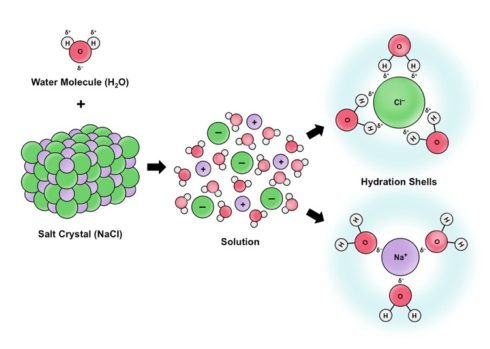 δ⁺ δ⁺
H H
O
δ⁻
Water Molecule (H₂O)
+
Salt Crystal (NaCl)
+
−
−
+
+
−
−
+
−
Solution
O
H H
δ⁺ δ⁺
Cl⁻
δ⁺ H
O
H δ⁺
δ⁺
H
δ⁺ H
O
Hydration Shells
H
H
O
δ⁻
Na⁺
δ⁻
O
H
H
δ⁻
O
H H